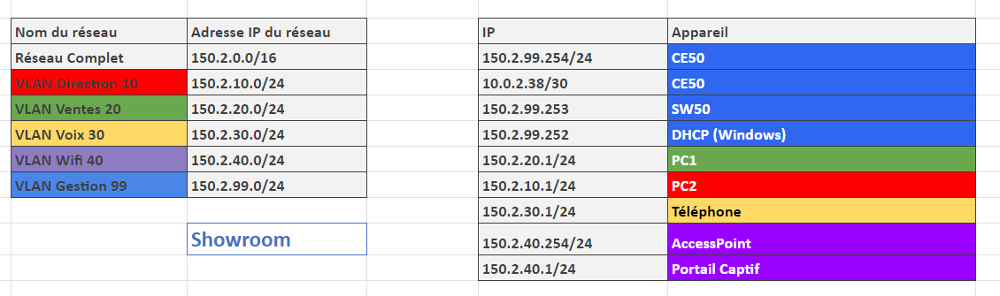 Nom du réseau Adresse IP du réseau
Réseau Complet 150.2.0.0/16
VLAN Direction 10 150.2.10.0/24
VLAN Ventes 20 150.2.20.0/24
VLAN Voix 30 150.2.30.0/24
VLAN Wifi 40 150.2.40.0/24
VLAN Gestion 99 150.2.99.0/24
Showroom
IP Appareil
150.2.99.254/24 CE50
10.0.2.38/30 CE50
150.2.99.253 SW50
150.2.99.252 DHCP (Windows)
150.2.20.1/24 PC1
150.2.10.1/24 PC2
150.2.30.1/24 Téléphone
150.2.40.254/24 AccessPoint
150.2.40.1/24 Portail Captif